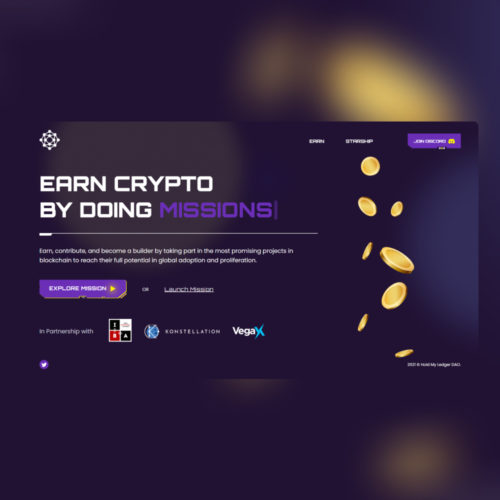 EARN
STARSHIP
JOIN DISCORD
EARN CRYPTO
BY DOING MISSIONS
Earn, contribute, and become a builder by taking part in the most promising projects in
blockchain to reach their full potential in global adoption and proliferation.
EXPLORE MISSION
OR
Launch Mission
In Partnership with
I
B A
KONSTELLATION
VegaX
2021 © Hold My Ledger DAO.